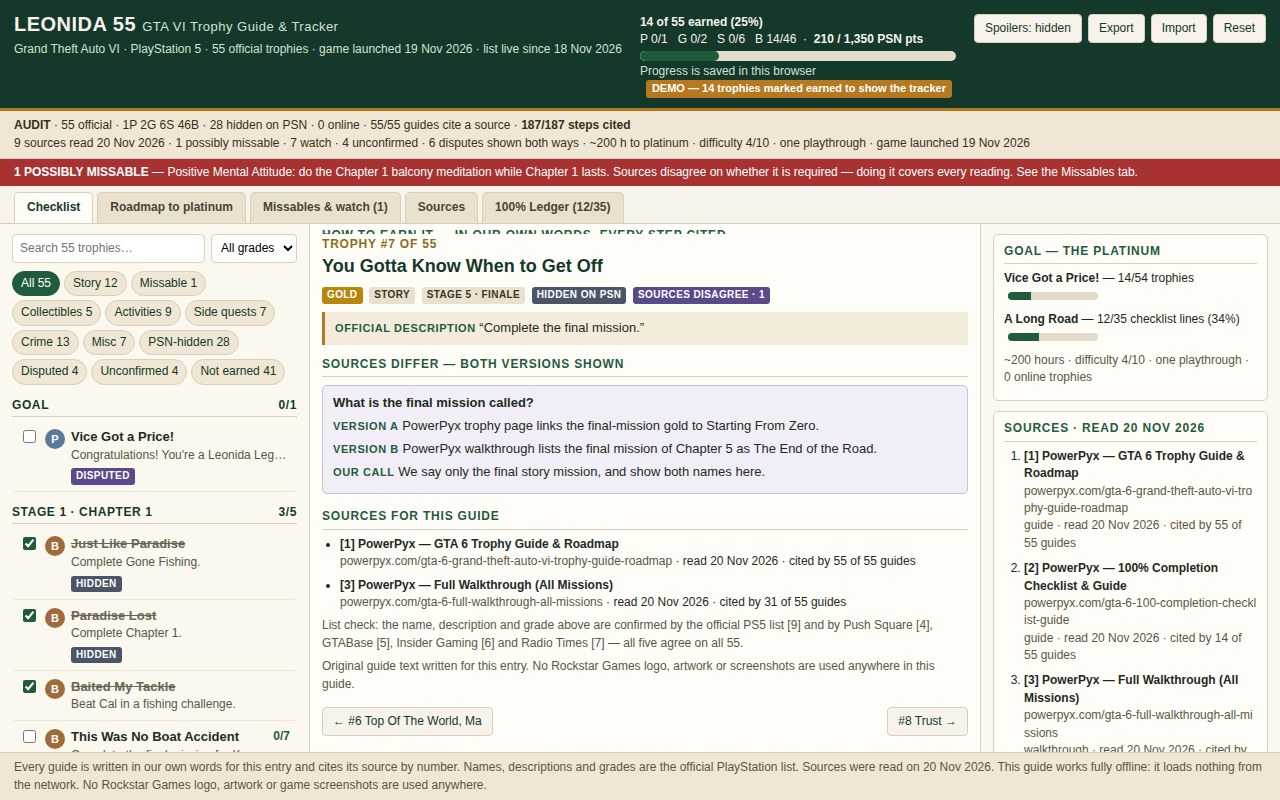 LEONIDA 55 GTA VI Trophy Guide & Tracker
Grand Theft Auto VI · PlayStation 5 · 55 official trophies · game launched 19 Nov 2026 · list live since 18 Nov 2026
14 of 55 earned (25%)
P 0/1 G 0/2 S 0/6 B 14/46 · 210 / 1,350 PSN pts
Progress is saved in this browser
DEMO — 14 trophies marked earned to show the tracker
Spoilers: hidden
Export
Import
Reset
AUDIT · 55 official · 1P 2G 6S 46B · 28 hidden on PSN · 0 online · 55/55 guides cite a source · 187/187 steps cited
9 sources read 20 Nov 2026 · 1 possibly missable · 7 watch · 4 unconfirmed · 6 disputes shown both ways · ~200 h to platinum · difficulty 4/10 · one playthrough · game launched 19 Nov 2026
1 POSSIBLY MISSABLE — Positive Mental Attitude: do the Chapter 1 balcony meditation while Chapter 1 lasts. Sources disagree on whether it is required — doing it covers every reading. See the Missables tab.
Checklist
Roadmap to platinum
Missables & watch (1)
Sources
100% Ledger (12/35)
Search 55 trophies…
All grades
All 55
Story 12
Missable 1
Collectibles 5
Activities 9
Side quests 7
Crime 13
Misc 7
PSN-hidden 28
Disputed 4
Unconfirmed 4
Not earned 41
GOAL 0/1
P Vice Got a Price!
Congratulations! You're a Leonida Leg…
DISPUTED
STAGE 1 · CHAPTER 1 3/5
B Just Like Paradise
Complete Gone Fishing.
HIDDEN
B Paradise Lost
Complete Chapter 1.
HIDDEN
B Baited My Tackle
Beat Cal in a fishing challenge.
B This Was No Boat Accident 0/7
HOW TO EARN IT — IN OUR OWN WORDS, EVERY STEP CITED
TROPHY #7 OF 55
You Gotta Know When to Get Off
GOLD
STORY
STAGE 5 · FINALE
HIDDEN ON PSN
SOURCES DISAGREE · 1
OFFICIAL DESCRIPTION “Complete the final mission.”
SOURCES DIFFER — BOTH VERSIONS SHOWN
What is the final mission called?
VERSION A PowerPyx trophy page links the final-mission gold to Starting From Zero.
VERSION B PowerPyx walkthrough lists the final mission of Chapter 5 as The End of the Road.
OUR CALL We say only the final story mission, and show both names here.
SOURCES FOR THIS GUIDE
• [1] PowerPyx — GTA 6 Trophy Guide & Roadmap
powerpyx.com/gta-6-grand-theft-auto-vi-trophy-guide-roadmap · read 20 Nov 2026 · cited by 55 of 55 guides
• [3] PowerPyx — Full Walkthrough (All Missions)
powerpyx.com/gta-6-full-walkthrough-all-missions · read 20 Nov 2026 · cited by 31 of 55 guides
List check: the name, description and grade above are confirmed by the official PS5 list [9] and by Push Square [4],
GTABase [5], Insider Gaming [6] and Radio Times [7] — all five agree on all 55.
Original guide text written for this entry. No Rockstar Games logo, artwork or screenshots are used anywhere in this
guide.
← #6 Top Of The World, Ma
#8 Trust →
GOAL — THE PLATINUM
Vice Got a Price! — 14/54 trophies
A Long Road — 12/35 checklist lines (34%)
~200 hours · difficulty 4/10 · one playthrough ·
0 online trophies
SOURCES · READ 20 NOV 2026
1. [1] PowerPyx — GTA 6 Trophy Guide &
Roadmap
powerpyx.com/gta-6-grand-theft-auto-vi-tro
phy-guide-roadmap
guide · read 20 Nov 2026 · cited by 55 of
55 guides
2. [2] PowerPyx — 100% Completion
Checklist & Guide
powerpyx.com/gta-6-100-completion-checkl
ist-guide
guide · read 20 Nov 2026 · cited by 14 of
55 guides
3. [3] PowerPyx — Full Walkthrough (All
Missions)
powerpyx.com/gta-6-full-walkthrough-all-mi
ssions
walkthrough · read 20 Nov 2026 · cited by
Every guide is written in our own words for this entry and cites its source by number. Names, descriptions and grades are the official PlayStation list. Sources were read on 20 Nov 2026. This guide works fully offline: it loads nothing from
the network. No Rockstar Games logo, artwork or game screenshots are used anywhere.